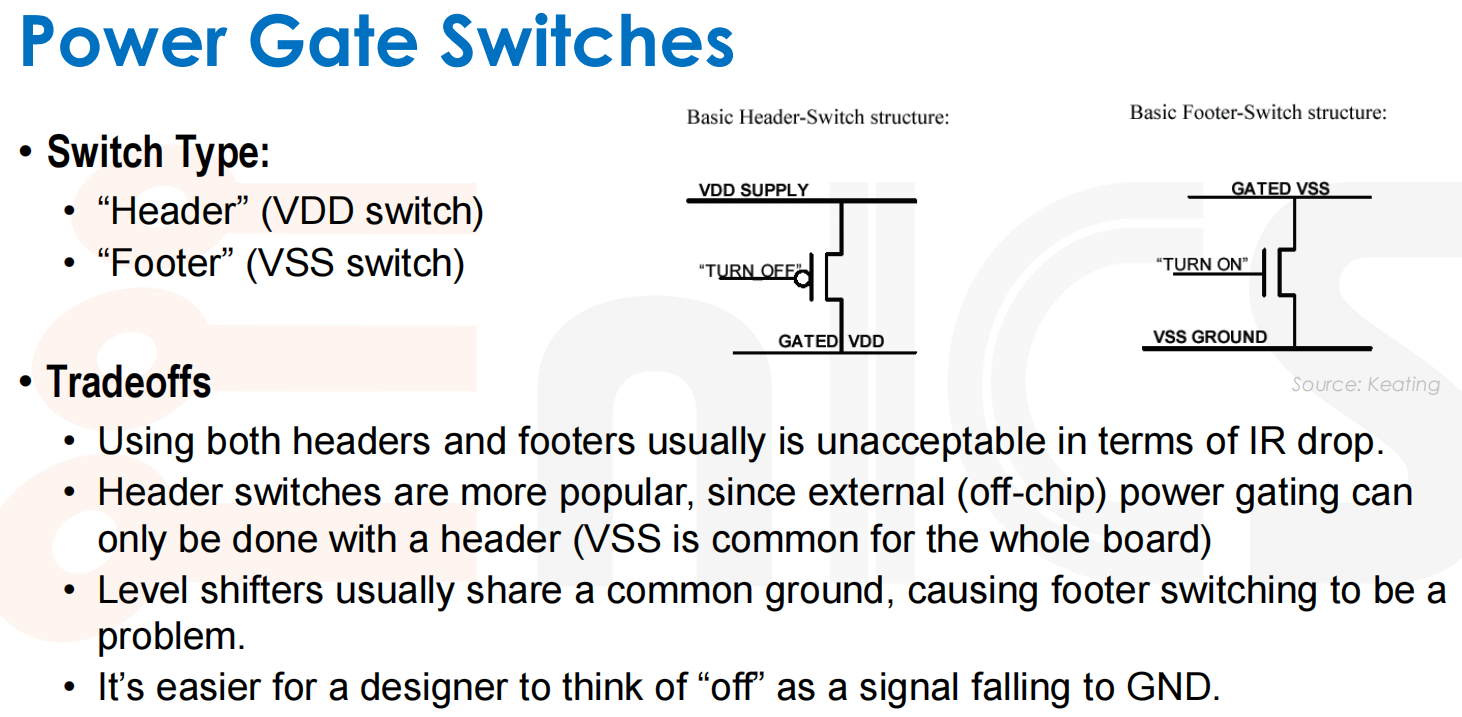 Power Gate Switches
• Switch Type:
• “Header” (VDD switch)
• “Footer” (VSS switch)
Basic Header-Switch structure:
VDD SUPPLY
“TURN OFF”
GATED VDD
Basic Footer-Switch structure:
GATED VSS
“TURN ON”
VSS GROUND
Source: Keating
• Tradeoffs
• Using both headers and footers usually is unacceptable in terms of IR drop.
• Header switches are more popular, since external (off-chip) power gating can
only be done with a header (VSS is common for the whole board)
• Level shifters usually share a common ground, causing footer switching to be a
problem.
• It’s easier for a designer to think of “off” as a signal falling to GND.
EnICS